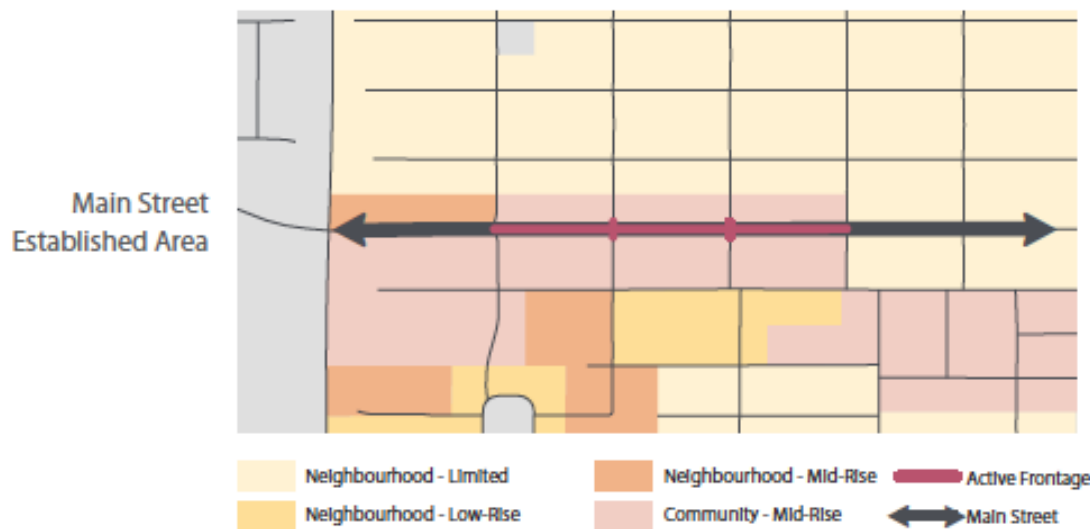 Main Street
Established Area
Neighbourhood - Limited
Neighbourhood - Mid-Rise
Active Frontage
Neighbourhood - Low-Rise
Community - Mid-Rise
Main Street